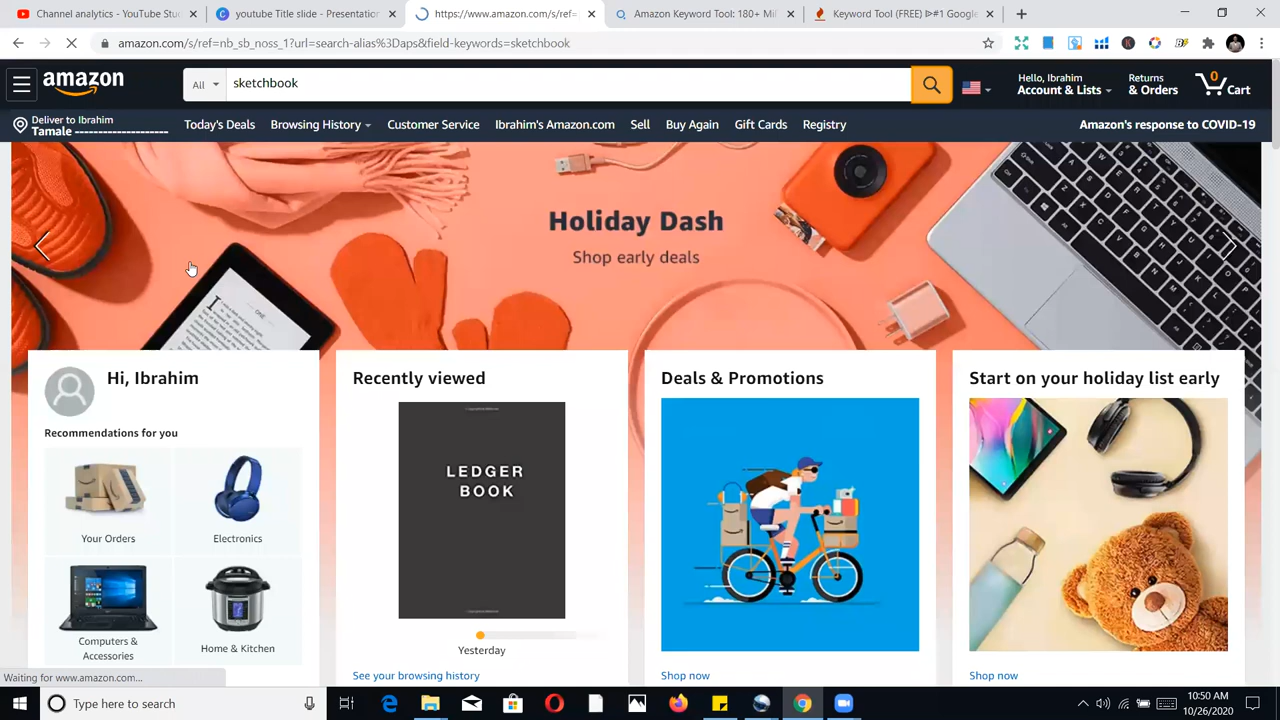 Channel analytics - YouTube Stu
youtube Title slide - Presentation
https://www.amazon.com/s/ref=
Amazon Keyword Tool: 180+ Mil
Keyword Tool (FREE) ᐈ#1 Google
amazon.com/s/ref=nb_sb_noss_1?url=search-alias%3Daps&field-keywords=sketchbook
amazon
All
sketchbook
Hello, Ibrahim
Account & Lists
Returns
& Orders
0
Cart
Deliver to Ibrahim
Tamale
Today's Deals
Browsing History
Customer Service
Ibrahim's Amazon.com
Sell
Buy Again
Gift Cards
Registry
Amazon's response to COVID-19
Holiday Dash
Shop early deals
Hi, Ibrahim
Recommendations for you
Your Orders
Electronics
Computers &
Accessories
Home & Kitchen
Recently viewed
LEDGER
BOOK
Yesterday
See your browsing history
Deals & Promotions
Shop now
Start on your holiday list early
Shop now
Waiting for www.amazon.com...
Type here to search
10:50 AM
10/26/2020